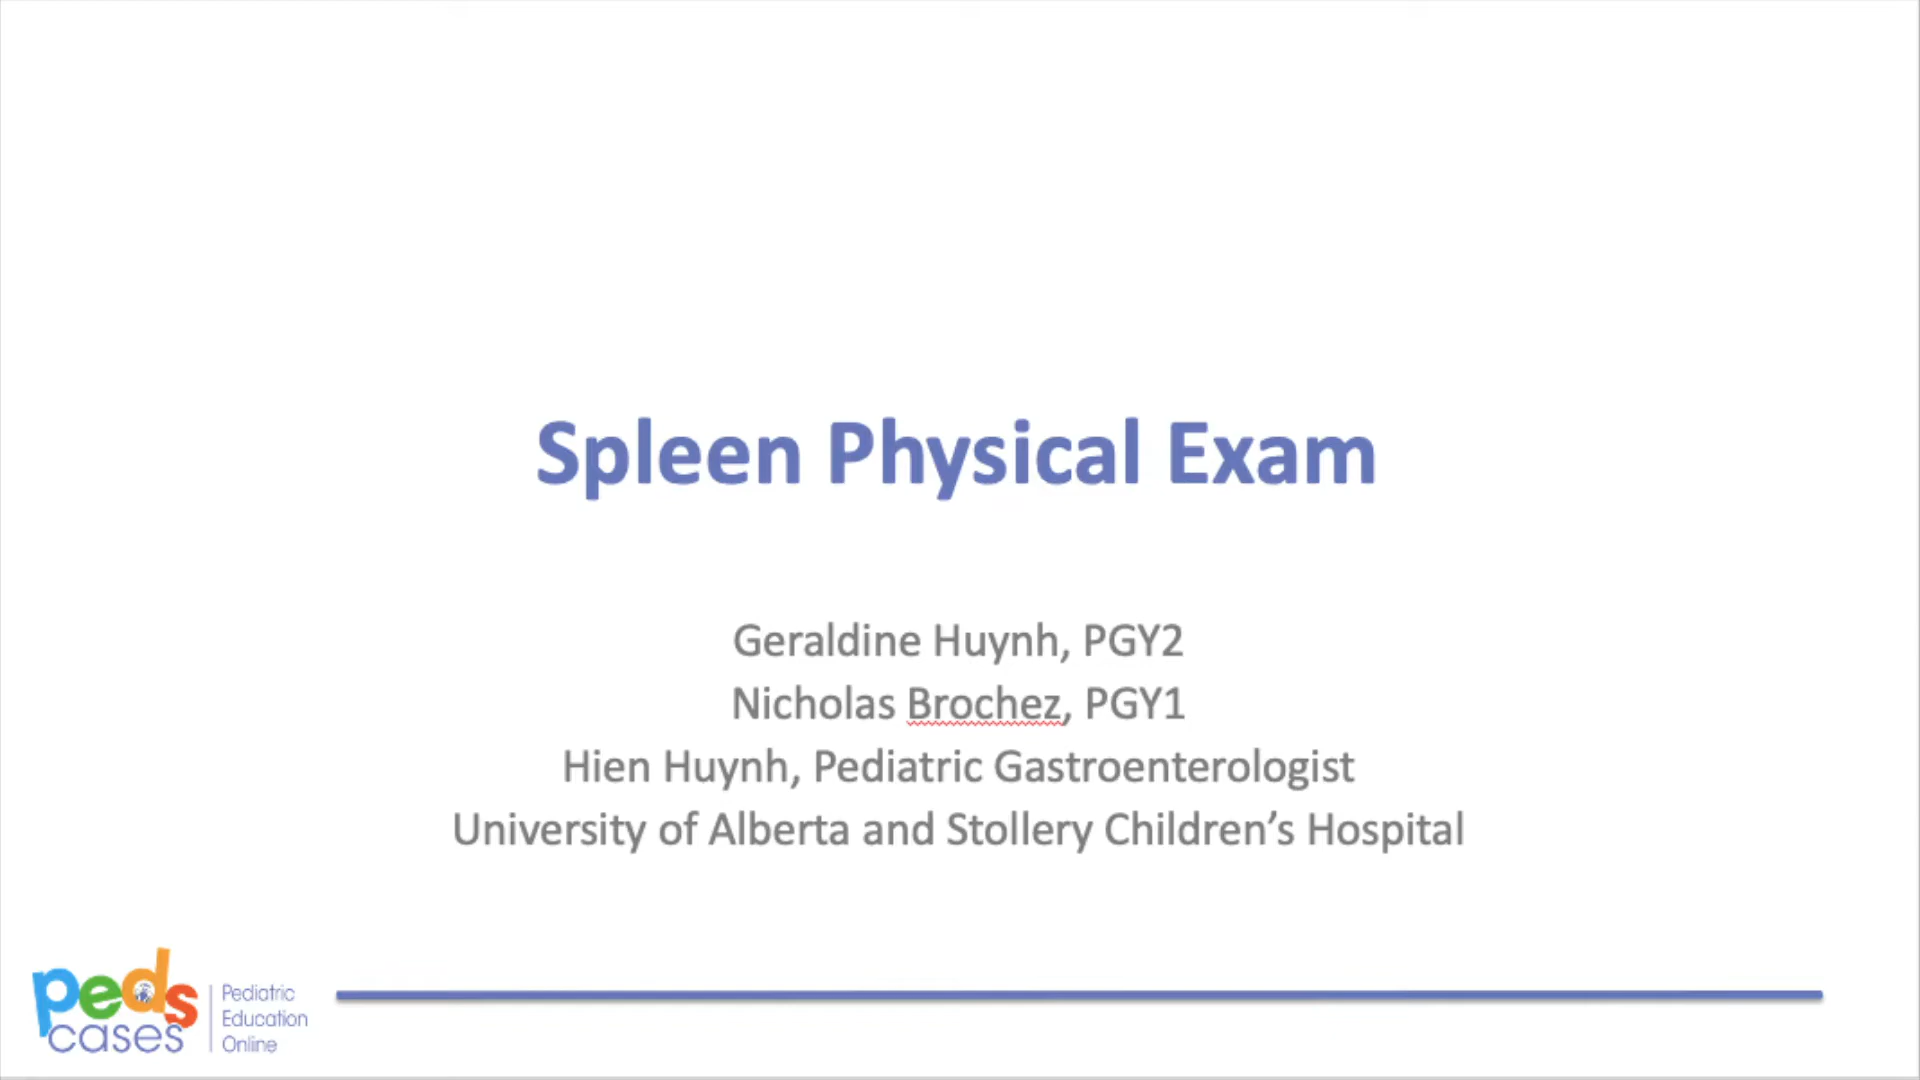 Spleen Physical Exam
Geraldine Huynh, PGY2
Nicholas Brochez, PGY1
Hien Huynh, Pediatric Gastroenterologist
University of Alberta and Stollery Children’s Hospital
peds
cases
Pediatric
Education
Online